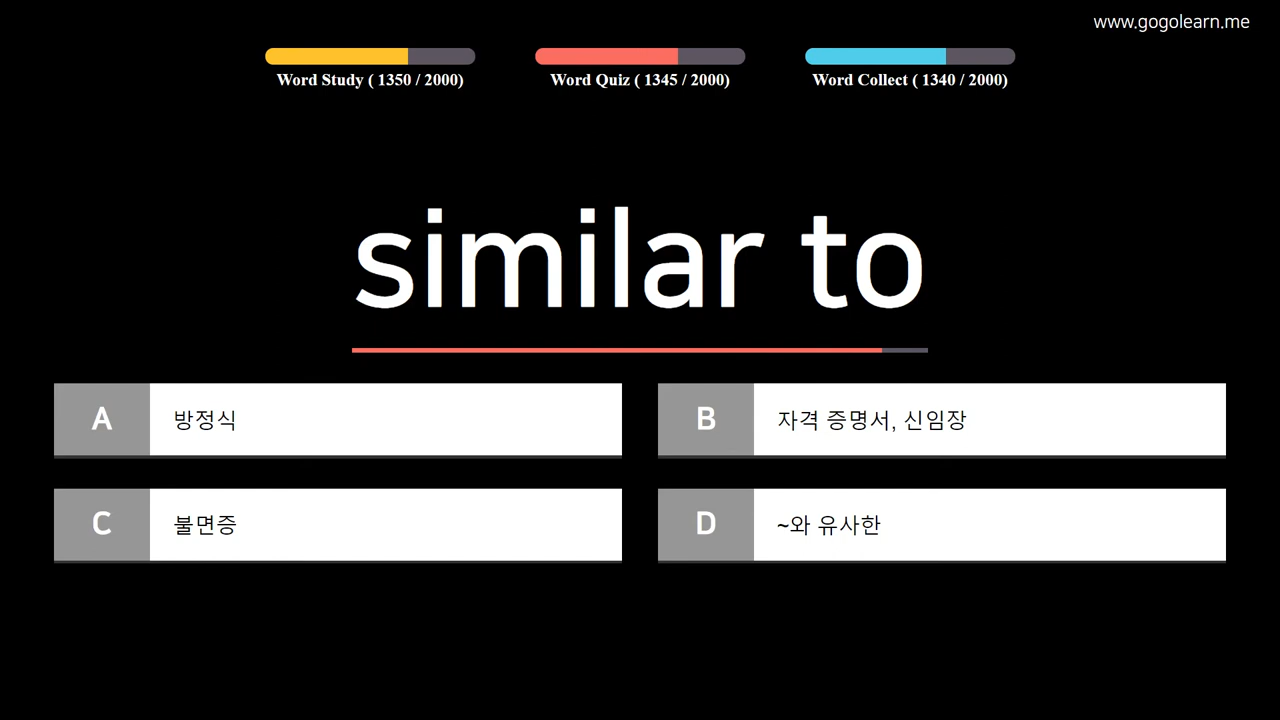 www.gogolearn.me
Word Study ( 1350 / 2000)
Word Quiz ( 1345 / 2000)
Word Collect ( 1340 / 2000)
similar to
A 방정식
B 자격 증명서, 신임장
C 불면증
D ~와 유사한